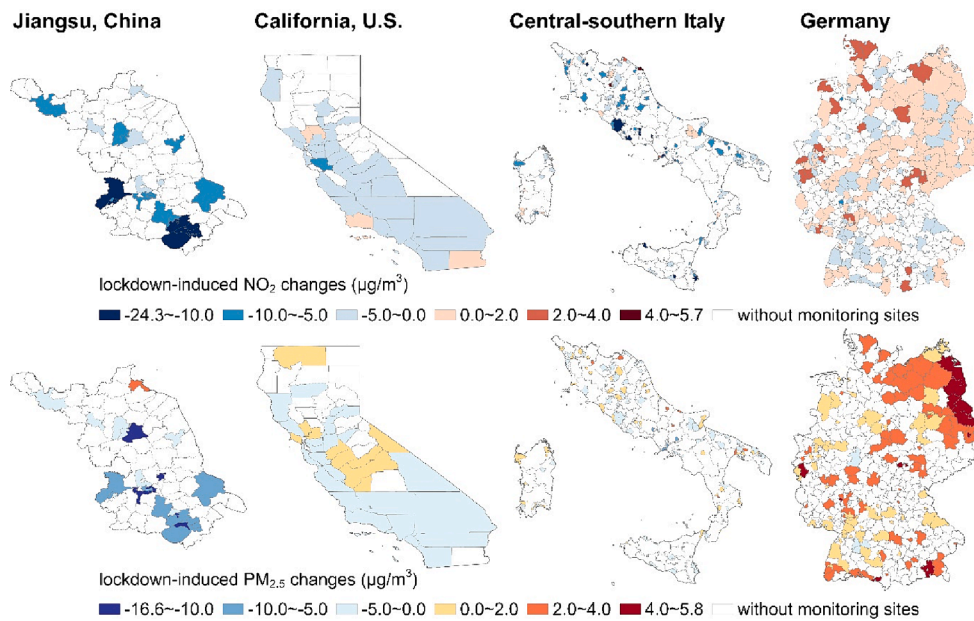 Jiangsu, China California, U.S. Central-southern Italy Germany
lockdown-induced NO₂ changes (µg/m³)
-24.3~-10.0 -10.0~-5.0 -5.0~0.0 0.0~2.0 2.0~4.0 4.0~5.7 without monitoring sites
lockdown-induced PM₂.₅ changes (µg/m³)
-16.6~-10.0 -10.0~-5.0 -5.0~0.0 0.0~2.0 2.0~4.0 4.0~5.8 without monitoring sites